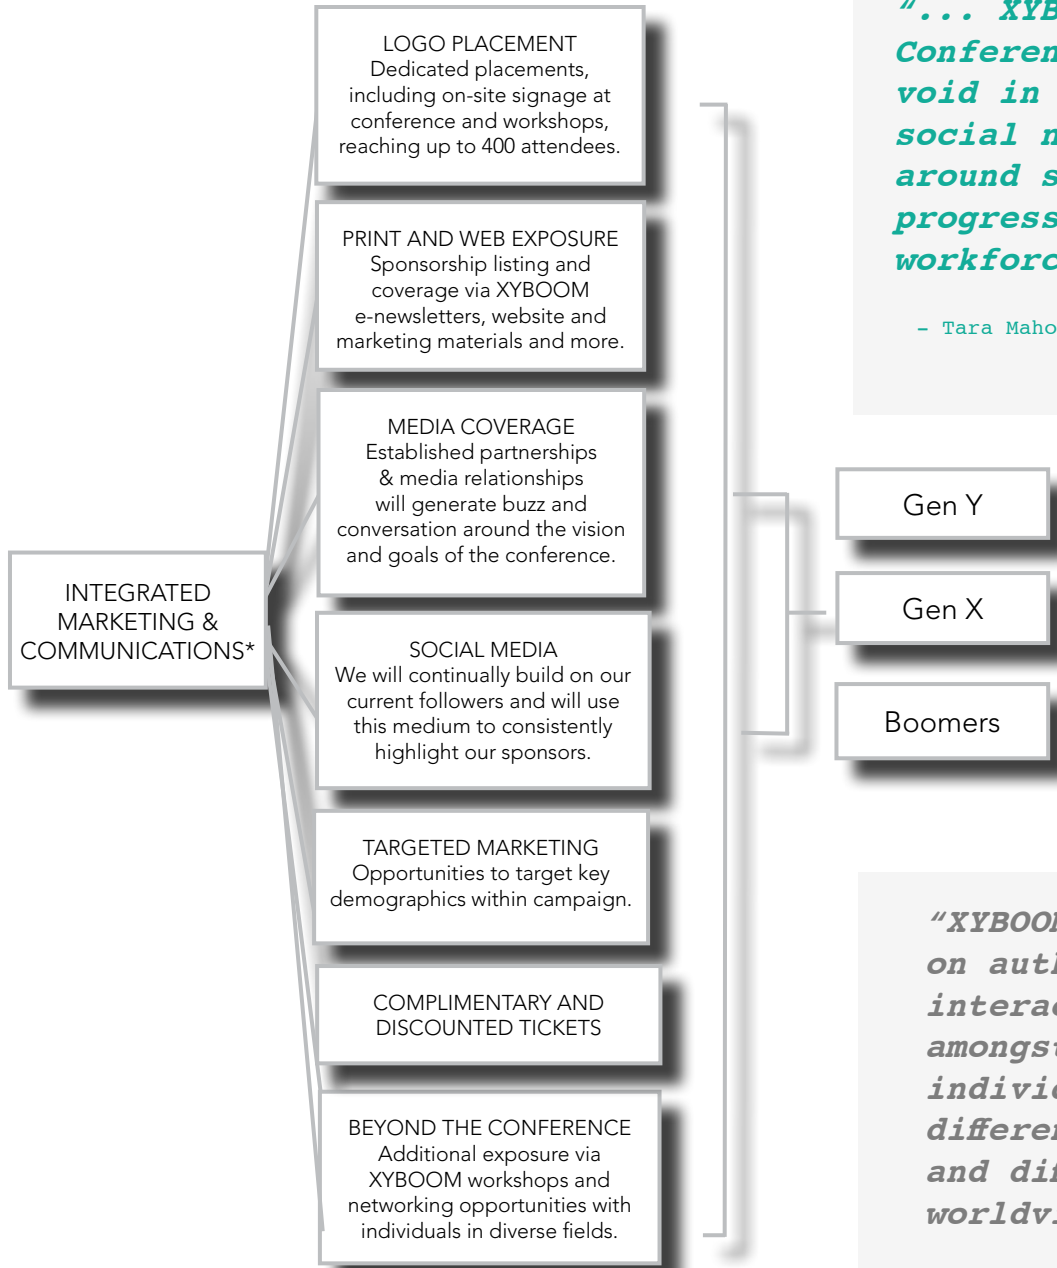 INTEGRATED
MARKETING &
COMMUNICATIONS*
LOGO PLACEMENT
Dedicated placements,
including on-site signage at
conference and workshops,
reaching up to 400 attendees.
PRINT AND WEB EXPOSURE
Sponsorship listing and
coverage via XYBOOM
e-newsletters, website and
marketing materials and more.
MEDIA COVERAGE
Established partnerships
& media relationships
will generate buzz and
conversation around the vision
and goals of the conference.
SOCIAL MEDIA
We will continually build on our
current followers and will use
this medium to consistently
highlight our sponsors.
TARGETED MARKETING
Opportunities to target key
demographics within campaign.
COMPLIMENTARY AND
DISCOUNTED TICKETS
BEYOND THE CONFERENCE
Additional exposure via
XYBOOM workshops and
networking opportunities with
individuals in diverse fields.
Gen Y
Gen X
Boomers
"...
void in
social
around
- Tara
on
and